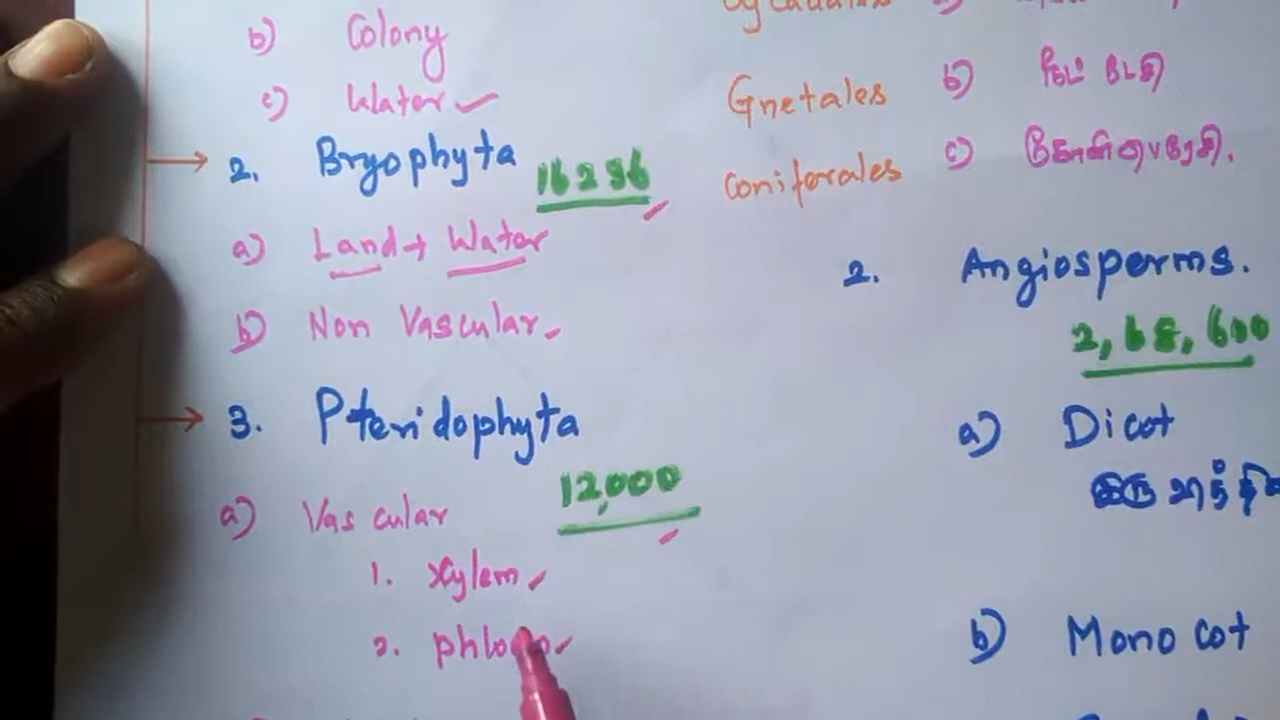 b) Colony
c) Water
2. Bryophyta 16236
a) Land + Water
b) Non Vascular
3. Pteridophyta
12,000
a) Vascular
1. Xylem
2. phloem
Gnetales b)
Coniferales c)
2. Angiosperms.
2,68,600
a) Dicot
b) Mono cot